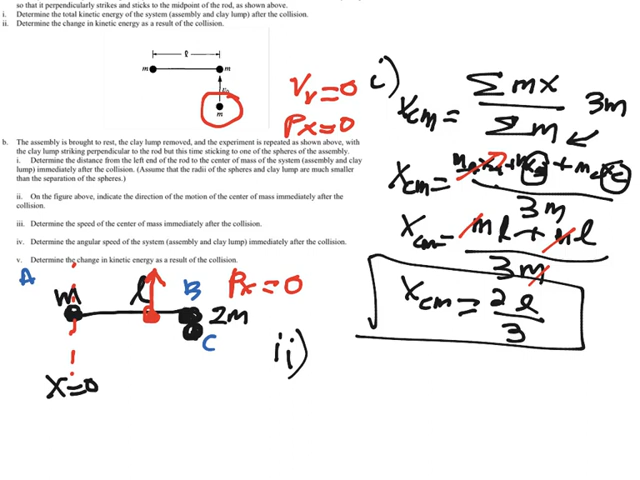 so that it perpendicularly strikes and sticks to the midpoint of the rod, as shown above.
i. Determine the total kinetic energy of the system (assembly and clay lump) after the collision.
ii. Determine the change in kinetic energy as a result of the collision.
ℓ
m m
m
b. The assembly is brought to rest, the clay lump removed, and the experiment is repeated as shown above, with
the clay lump striking perpendicular to the rod but this time sticking to one of the spheres of the assembly.
i. Determine the distance from the left end of the rod to the center of mass of the system (assembly and clay
lump) immediately after the collision. (Assume that the radii of the spheres and clay lump are much smaller
than the separation of the spheres.)
ii. On the figure above, indicate the direction of the motion of the center of mass immediately after the
collision.
iii. Determine the speed of the center of mass immediately after the collision.
iv. Determine the angular speed of the system (assembly and clay lump) immediately after the collision.
v. Determine the change in kinetic energy as a result of the collision.
Px=0
A
m ℓ B Px=0
2m
C
x=0
ii)
i) Xcm = Σmx / Σm 3m
Xcm =
3m
Xcm = mℓ + mℓ
3m
Xcm = 2ℓ
3